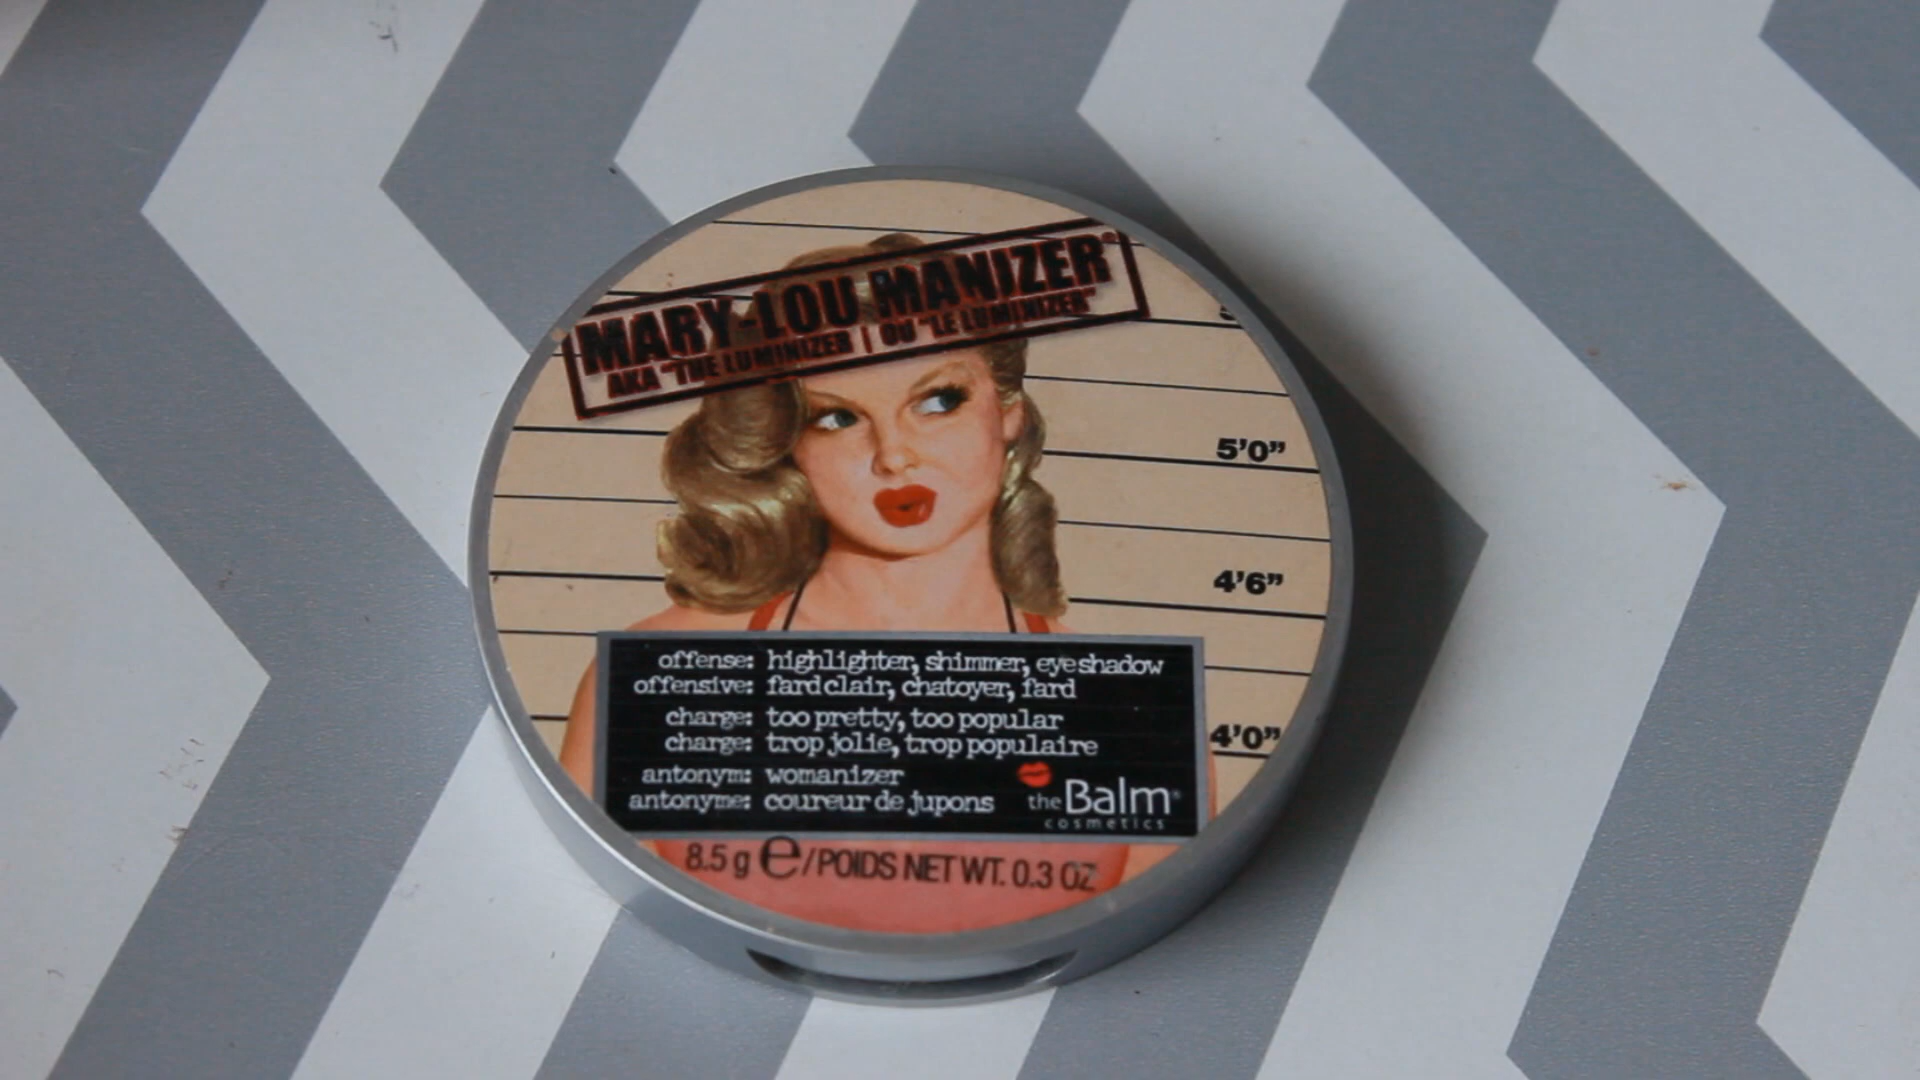 MARY-LOU MANIZER®
AKA "THE LUMINIZER | OU "LE LUMINIZER"
5'0”
4'6”
4'0”
offense: highlighter, shimmer, eyeshadow
offensive: fard clair, chatoyer, fard
charge: too pretty, too popular
charge: trop jolie, trop populaire
antonym: womanizer
antonyme: coureur de jupons
theBalm®
cosmetics
8.5 g e/POIDS NET WT. 0.3 OZ